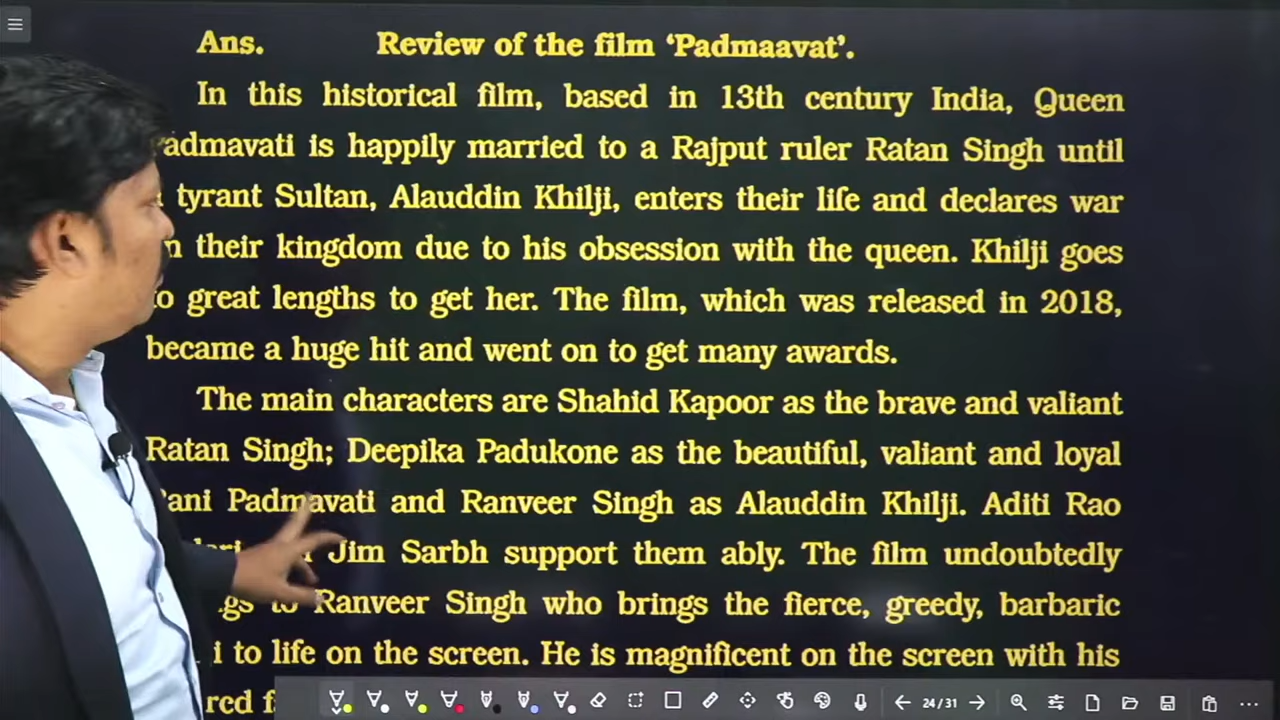 Ans. Review of the film ‘Padmaavat’.
In this historical film, based in 13th century India, Queen
is happily married to a Rajput ruler Ratan Singh until
tyrant Sultan, Alauddin Khilji, enters their life and declares war
their kingdom due to his obsession with the queen. Khilji goes
great lengths to get her. The film, which was released in 2018,
became a huge hit and went on to get many awards.
The main characters are Shahid Kapoor as the brave and valiant
Ratan Singh; Deepika Padukone as the beautiful, valiant and loyal
Padmavati and Ranveer Singh as Alauddin Khilji. Aditi Rao
Jim Sarbh support them ably. The film undoubtedly
to Ranveer Singh who brings the fierce, greedy, barbaric
to life on the screen. He is magnificent on the screen with his
24/31